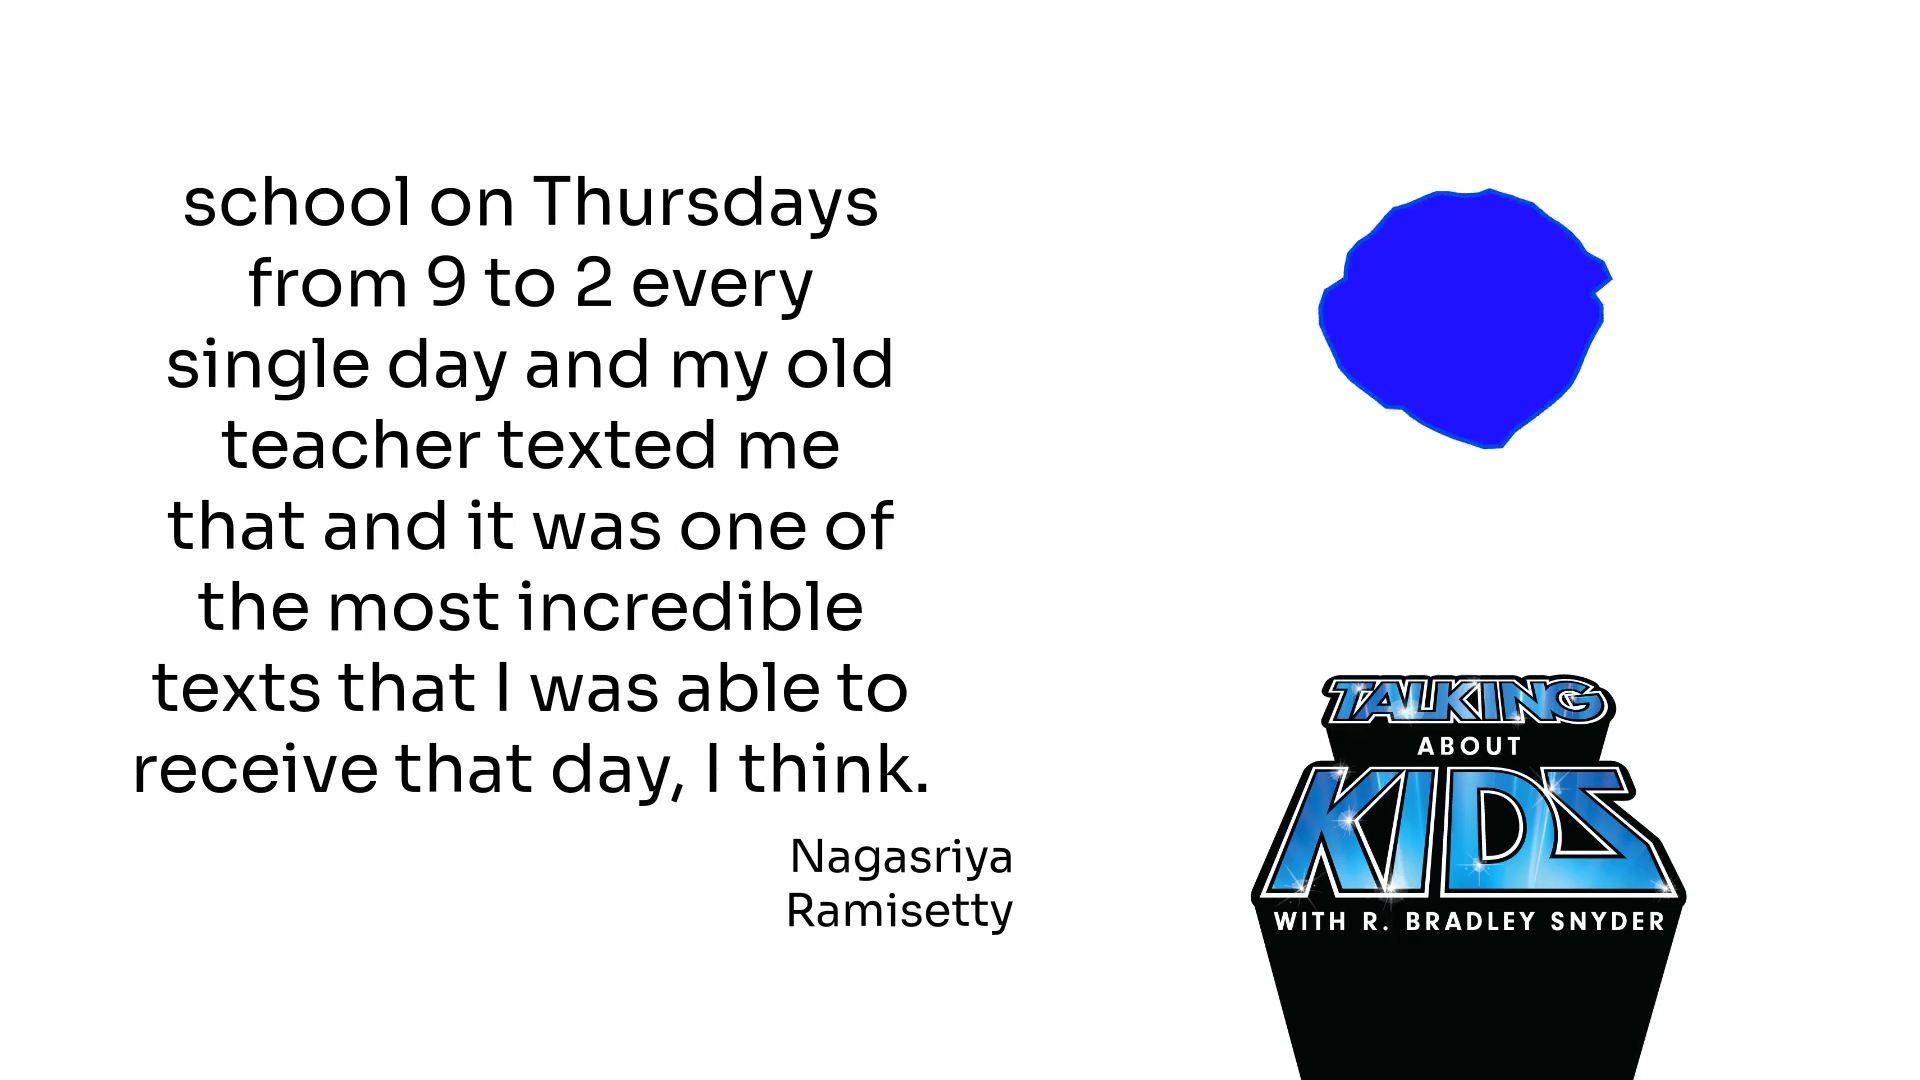 school on Thursdays
from 9 to 2 every
single day and my old
teacher texted me
that and it was one of
the most incredible
texts that I was able to
receive that day, I think.
Nagasriya
Ramisetty
TALKING
ABOUT
KIDS
WITH R. BRADLEY SNYDER